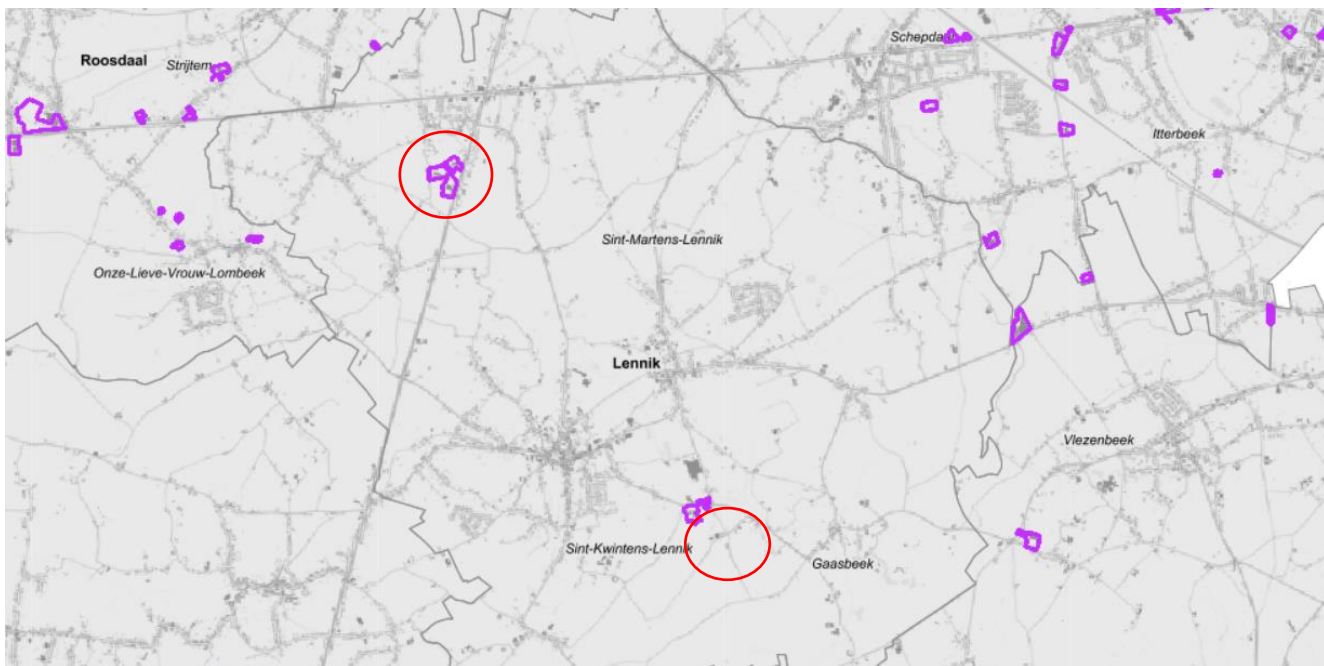 Schepdaal
Roosdaal
Strijtem
Itterbeek
Sint-Martens-Lennik
Onze-Lieve-Vrouw-Lombeek
Lennik
Vlezenbeek
Sint-Kwintens-Lennik
Gaasbeek